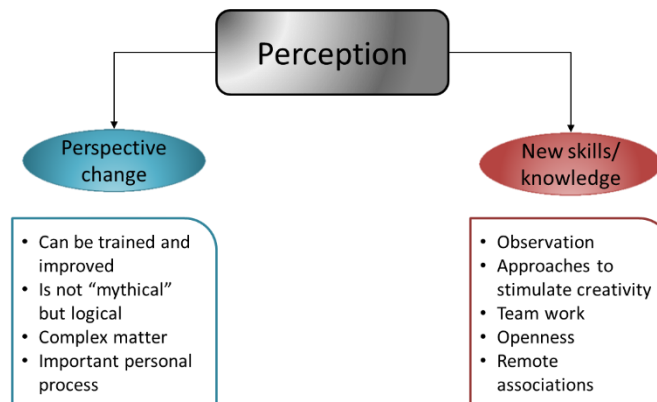 Perception
Perspective
change
New skills/
knowledge
• Can be trained and
improved
• Is not “mythical”
but logical
• Complex matter
• Important personal
process
• Observation
• Approaches to
stimulate creativity
• Team work
• Openness
• Remote
associations